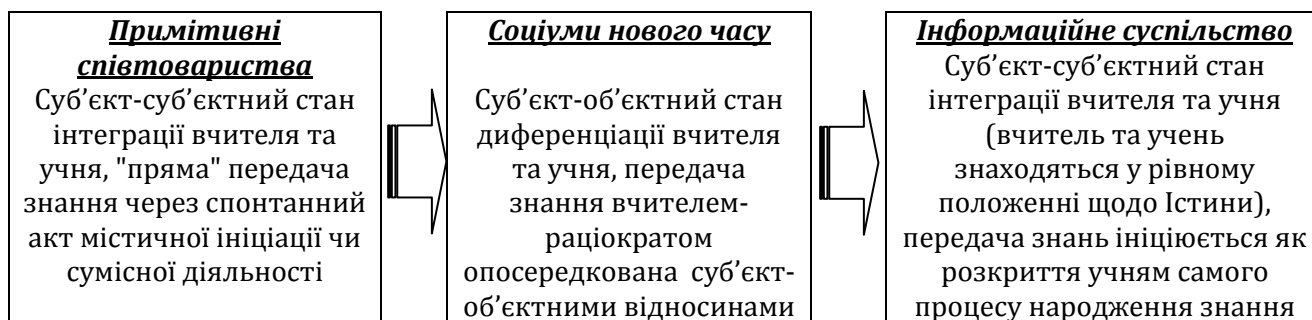 Примітивні
співтовариства
Суб’єкт-суб’єктний стан
інтеграції вчителя та
учня, "пряма" передача
знання через спонтанний
акт містичної ініціації чи
сумісної діяльності
Соціуми нового часу
Суб’єкт-об’єктний стан
диференціації вчителя
та учня, передача
знання вчителем-
раціократом
опосередкована суб’єкт-
об’єктними відносинами
Інформаційне суспільство
Суб’єкт-суб’єктний стан
інтеграції вчителя та учня
(вчитель та учень
знаходяться у рівному
положенні щодо Істини),
передача знань ініціюється як
розкриття учням самого
процесу народження знання